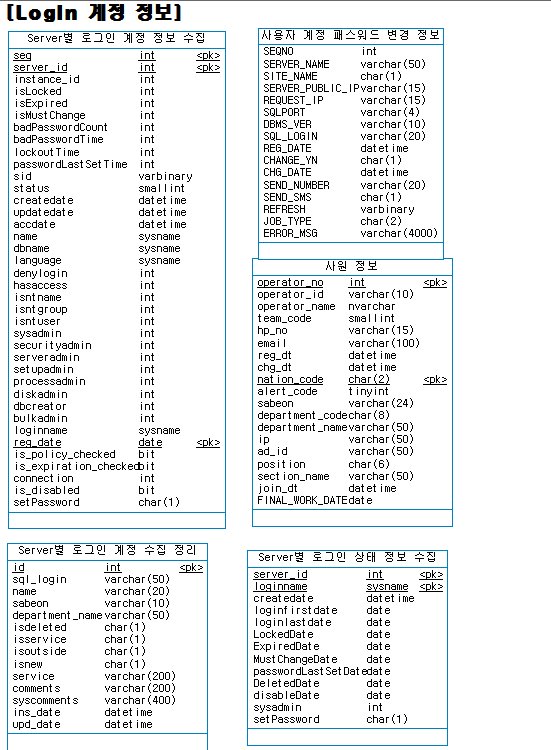 [LogIn 계정 정보]
Server별 로그인 계정 정보 수집
seq int <pk>
server_id int <pk>
instance_id int
isLocked int
isExpired int
isMustChange int
badPasswordCount int
badPasswordTime int
lockoutTime int
passwordLastSetTime int
sid varbinary
status smallint
createdate datetime
updatedate datetime
accdate datetime
name sysname
dbname sysname
language sysname
denylogin int
hasaccess int
isntname int
isntgroup int
isntuser int
sysadmin int
securityadmin int
serveradmin int
setupadmin int
processadmin int
diskadmin int
dbcreator int
bulkadmin int
loginname sysname
reg_date date <pk>
is_policy_checked bit
is_expiration_checked bit
connection int
is_disabled bit
setPassword char(1)
사용자 계정 패스워드 변경 정보
SEQNO int
SERVER_NAME varchar(50)
SITE_NAME char(1)
SERVER_PUBLIC_IP varchar(15)
REQUEST_IP varchar(15)
SQLPORT varchar(4)
DBMS_VER varchar(10)
SQL_LOGIN varchar(20)
REG_DATE datetime
CHANGE_YN char(1)
CHG_DATE datetime
SEND_NUMBER varchar(20)
SEND_SMS char(1)
REFRESH varbinary
JOB_TYPE char(2)
ERROR_MSG varchar(4000)
사원 정보
operator_no int <pk>
operator_id varchar(10)
operator_name nvarchar
team_code smallint
hp_no varchar(15)
email varchar(100)
reg_dt datetime
chg_dt datetime
nation_code char(2) <pk>
alert_code tinyint
sabeon varchar(24)
department_code char(8)
department_name varchar(50)
ip varchar(50)
ad_id varchar(50)
position char(6)
section_name varchar(50)
join_dt datetime
FINAL_WORK_DATE date
Server별 로그인 계정 수집 정리
id int <pk>
sql_login varchar(50)
name varchar(20)
sabeon varchar(10)
department_name varchar(50)
isdeleted char(1)
isservice char(1)
isoutside char(1)
isnew char(1)
service varchar(200)
comments varchar(200)
syscomments varchar(400)
ins_date datetime
upd_date datetime
Server별 로그인 상태 정보 수집
server_id int <pk>
loginname sysname <pk>
createdate datetime
loginfirstdate date
loginlastdate date
LockedDate date
ExpiredDate date
MustChangeDate date
passwordLastSetDate date
DeletedDate date
disableDate date
sysadmin int
setPassword char(1)